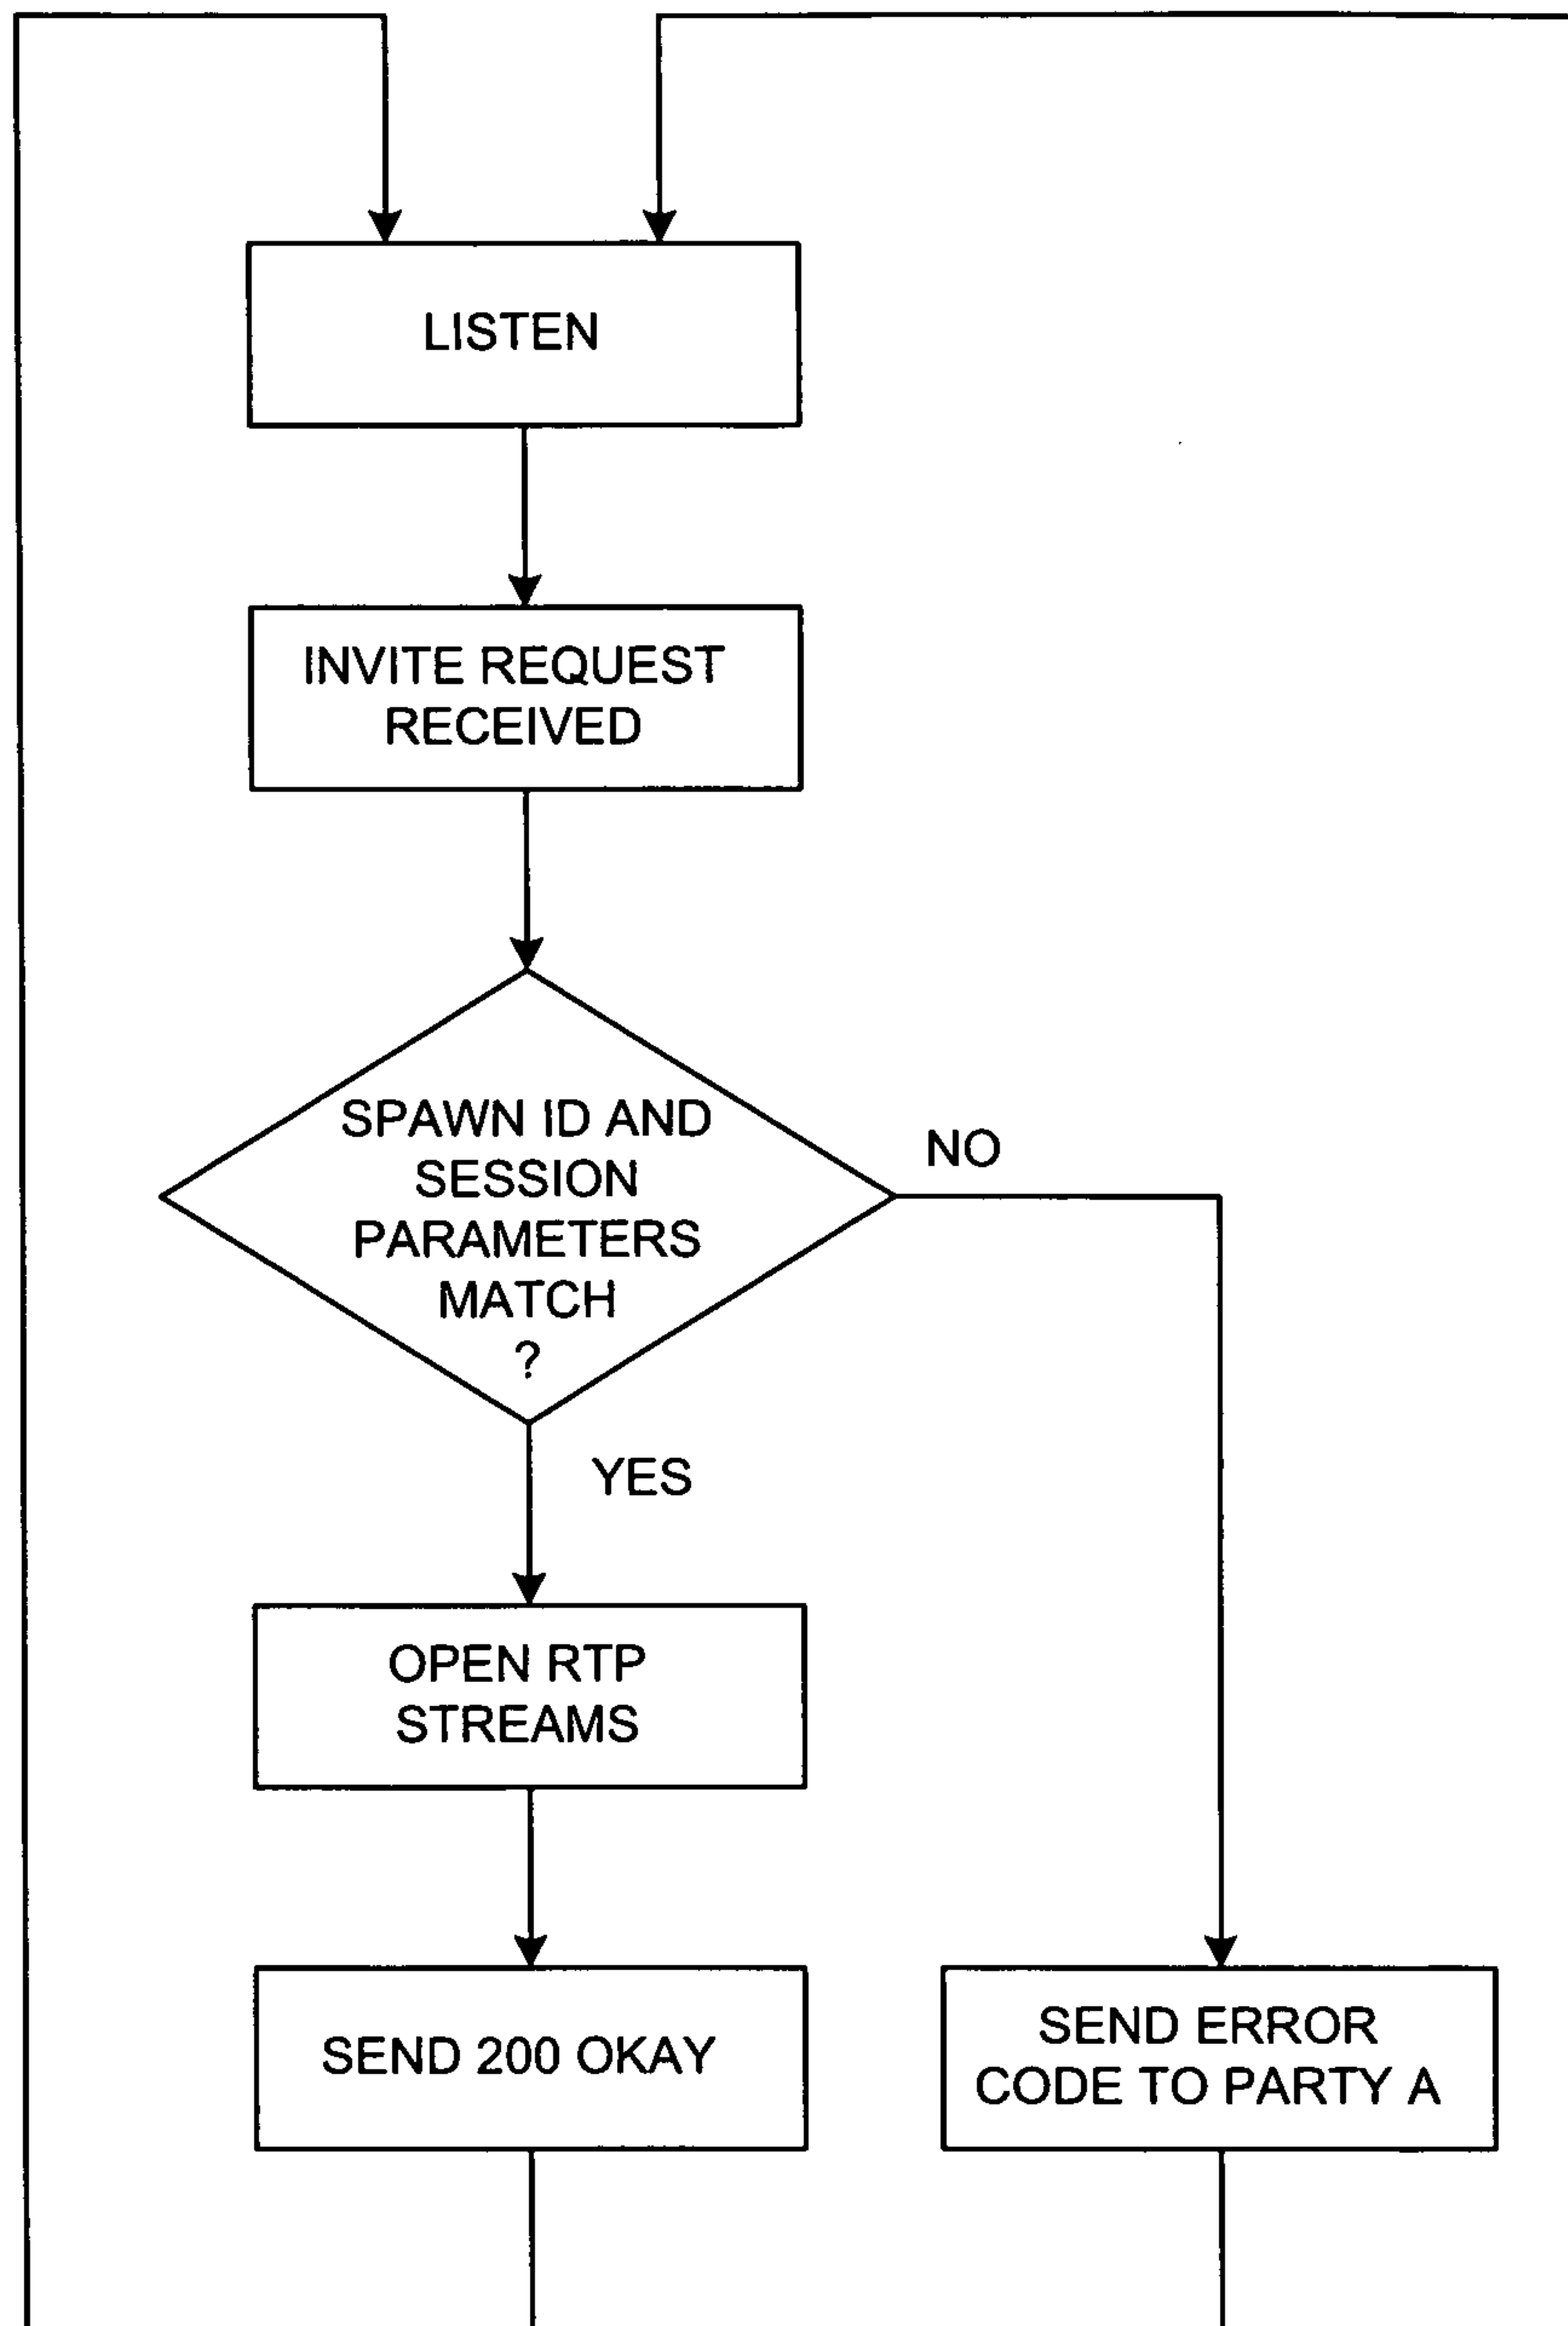 LISTEN
INVITE REQUEST
RECEIVED
SPAWN ID AND
SESSION
PARAMETERS
MATCH
?
NO
YES
OPEN RTP
STREAMS
SEND 200 OKAY
SEND ERROR
CODE TO PARTY A